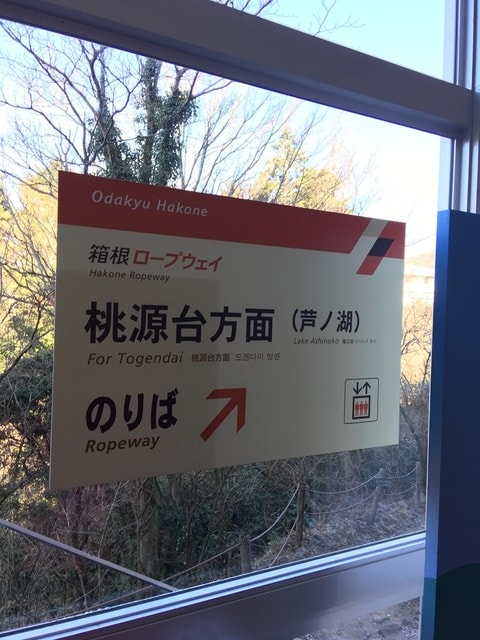 Odakyu Hakone
箱根ロープウェイ
Hakone Ropeway
桃源台方面（芦ノ湖）
For Togendai 桃源台方面 도겐다이 방면 Lake Ashinoko
のりば
Ropeway